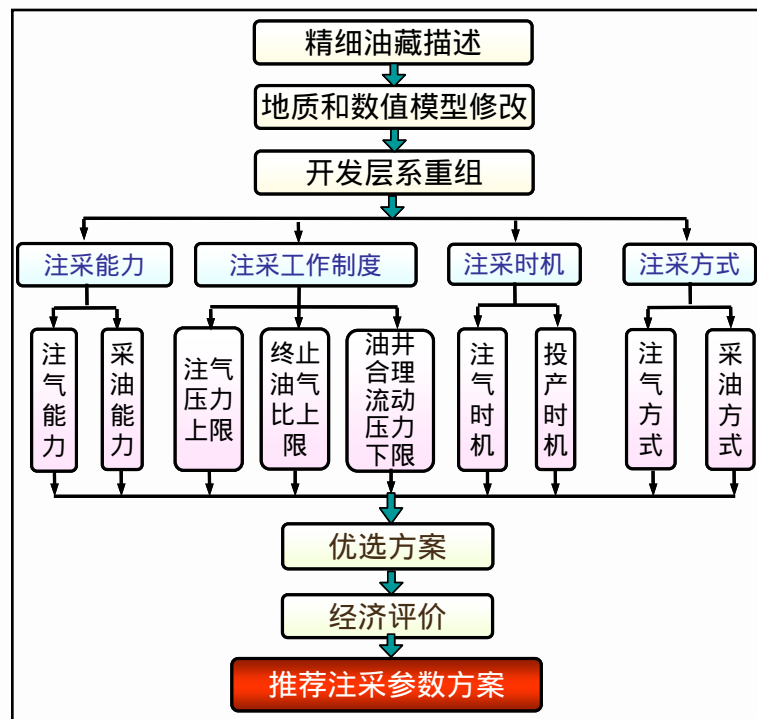 精细油藏描述
地质和数值模型修改
开发层系重组
注采能力
注采工作制度
注采时机
注采方式
注气能力
采油能力
注气
压力
上限
终止
油气
比上
限
油井
合理
流动
压力
下限
注气时机
投产时机
注气方式
采油方式
优选方案
经济评价
推荐注采参数方案